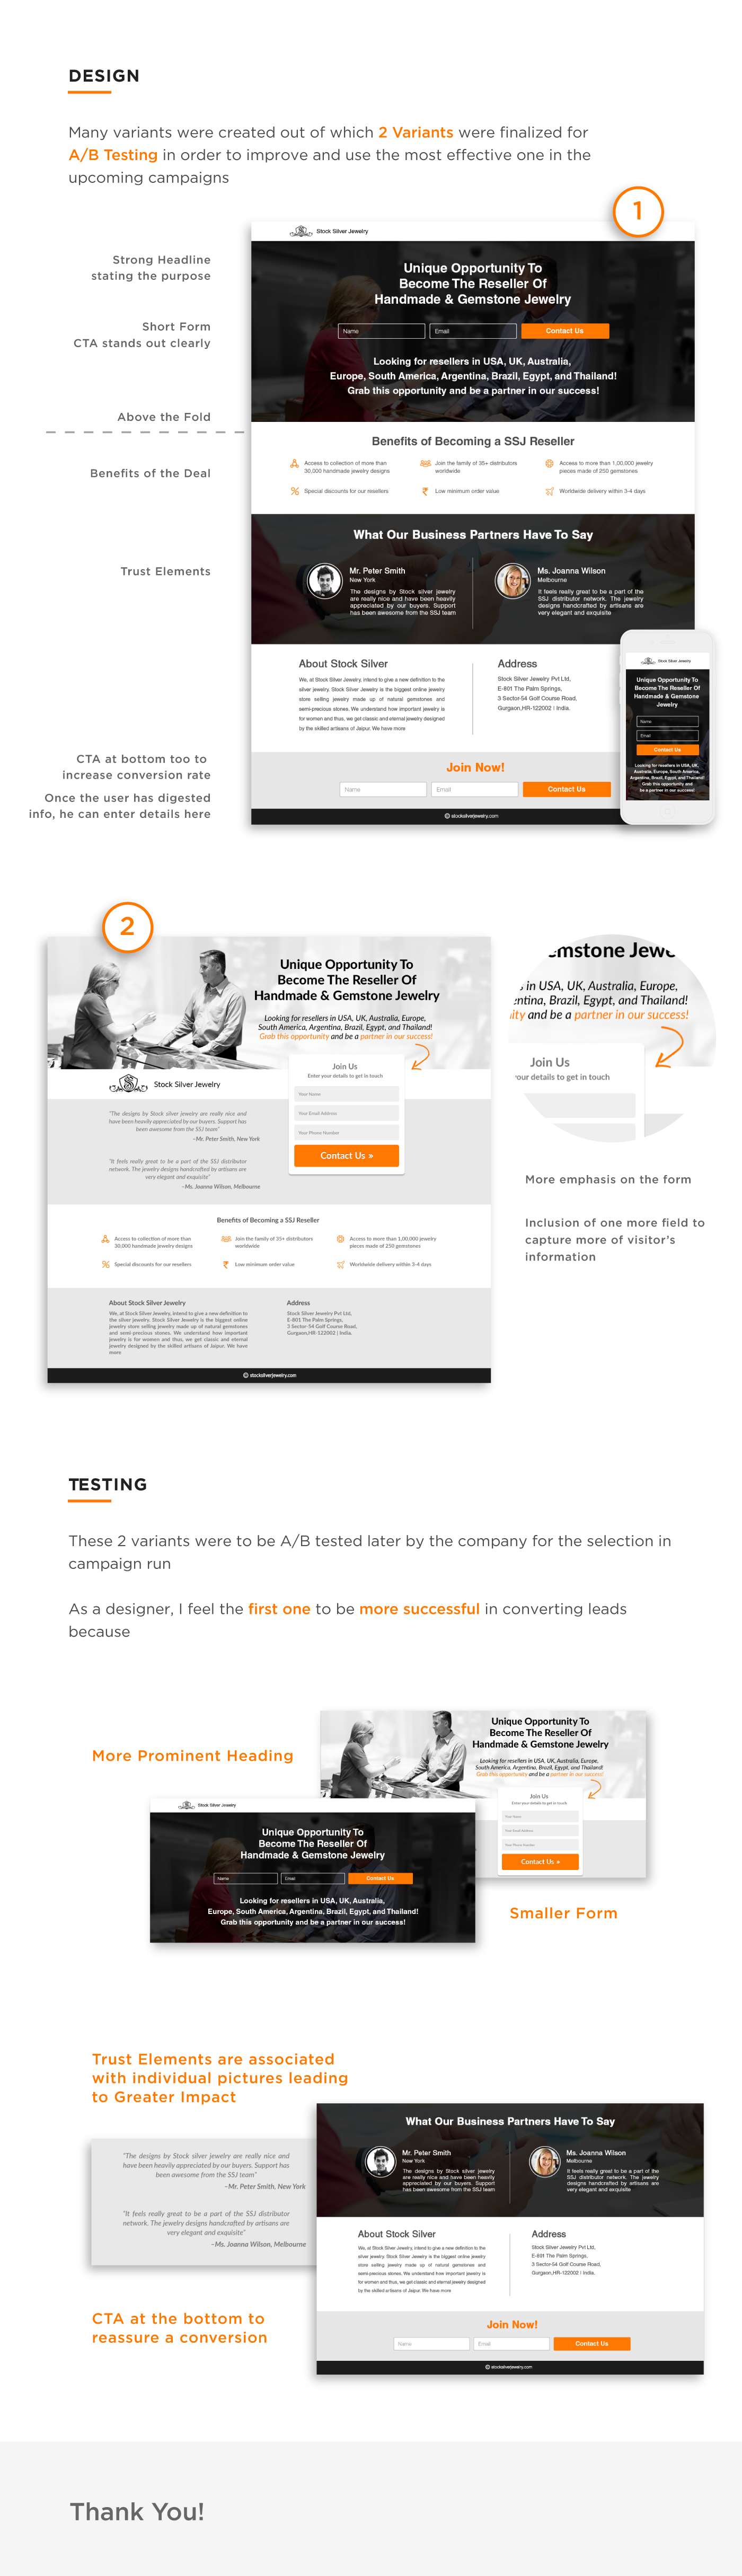 DESIGN
Many variants were created out of which 2 Variants were finalized for
A/B Testing in order to improve and use the most effective one in the
upcoming campaigns
1
Strong Headline
stating the purpose
Short Form
CTA stands out clearly
Above the Fold
Benefits of the Deal
Trust Elements
CTA at bottom too to
increase conversion rate
Once the user has digested
info, he can enter details here
Stock Silver Jewelry
Unique Opportunity To
Become The Reseller Of
Handmade & Gemstone Jewelry
Name
Email
Contact Us
Looking for resellers in USA, UK, Australia,
Europe, South America, Argentina, Brazil, Egypt, and Thailand!
Grab this opportunity and be a partner in our success!
Benefits of Becoming a SSJ Reseller
Access to collection of more than
30,000 handmade jewelry designs
Join the family of 35+ distributors
worldwide
Access to more than 1,00,000 jewelry
pieces made of 250 gemstones
Special discounts for our resellers
Low minimum order value
Worldwide delivery within 3-4 days
What Our Business Partners Have To Say
Mr. Peter Smith
New York
The designs by Stock silver jewelry
are really nice and have been heavily
appreciated by our buyers. Support
has been awesome from the SSJ team
Ms. Joanna Wilson
Melbourne
It feels really great to be a part of the
SSJ distributor network. The jewelry
designs handcrafted by artisans are
very elegant and exquisite
About Stock Silver
We, at Stock Silver Jewelry, intend to give a new definition to the
silver jewelry. Stock Silver Jewelry is the biggest online jewelry
store selling jewelry made up of natural gemstones and
semi-precious stones. We understand how important jewelry is
for women and thus, we get classic and eternal jewelry designed
by the skilled artisans of Jaipur. We have more
Address
Stock Silver Jewelry Pvt Ltd,
E-801 The Palm Springs,
3 Sector-54 Golf Course Road,
Gurgaon,HR-122002 | India.
Join Now!
Name
Email
Contact Us
© stocksilverjewelry.com
Stock Silver Jewelry
Unique Opportunity To
Become The Reseller Of
Handmade & Gemstone
Jewelry
Name
Email
Contact Us
Looking for resellers in USA, UK,
Australia, Europe, South America,
Argentina, Brazil, Egypt, and Thailand!
Grab this opportunity and
be a partner in our success!
2
Unique Opportunity To
Become The Reseller Of
Handmade & Gemstone Jewelry
Looking for resellers in USA, UK, Australia, Europe,
South America, Argentina, Brazil, Egypt, and Thailand!
Grab this opportunity and be a partner in our success!
Stock Silver Jewelry
Join Us
Enter your details to get in touch
Your Name
Your Email Address
Your Phone Number
Contact Us »
"The designs by Stock silver jewelry are really nice and
have been heavily appreciated by our buyers. Support has
been awesome from the SSJ team"
–Mr. Peter Smith, New York
"It feels really great to be a part of the SSJ distributor
network. The jewelry designs handcrafted by artisans are
very elegant and exquisite"
–Ms. Joanna Wilson, Melbourne
Benefits of Becoming a SSJ Reseller
Access to collection of more than
30,000 handmade jewelry designs
Join the family of 35+ distributors
worldwide
Access to more than 1,00,000 jewelry
pieces made of 250 gemstones
Special discounts for our resellers
Low minimum order value
Worldwide delivery within 3-4 days
About Stock Silver Jewelry
We, at Stock Silver Jewelry, intend to give a new definition to
the silver jewelry. Stock Silver Jewelry is the biggest online
jewelry store selling jewelry made up of natural gemstones
and semi-precious stones. We understand how important
jewelry is for women and thus, we get classic and eternal
jewelry designed by the skilled artisans of Jaipur. We have
more
Address
Stock Silver Jewelry Pvt Ltd,
E-801 The Palm Springs,
3 Sector-54 Golf Course Road,
Gurgaon,HR-122002 | India.
© stocksilverjewelry.com
emstone Jewe
in USA, UK, Australia, Europe,
entina, Brazil, Egypt, and Thailand!
ity and be a partner in our success!
Join Us
our details to get in touch
More emphasis on the form
Inclusion of one more field to
capture more of visitor's
information
TESTING
These 2 variants were to be A/B tested later by the company for the selection in
campaign run
As a designer, I feel the first one to be more successful in converting leads
because
More Prominent Heading
Unique Opportunity To
Become The Reseller Of
Handmade & Gemstone Jewelry
Looking for resellers in USA, UK, Australia, Europe,
South America, Argentina, Brazil, Egypt, and Thailand!
Grab this opportunity and be a partner in our success!
Join Us
Enter your details to get in touch
Your Name
Your Email Address
Your Phone Number
Contact Us »
Stock Silver Jewelry
Unique Opportunity To
Become The Reseller Of
Handmade & Gemstone Jewelry
Name
Email
Contact Us
Looking for resellers in USA, UK, Australia,
Europe, South America, Argentina, Brazil, Egypt, and Thailand!
Grab this opportunity and be a partner in our success!
Smaller Form
Trust Elements are associated
with individual pictures leading
to Greater Impact
"The designs by Stock silver jewelry are really nice and
have been heavily appreciated by our buyers. Support has
been awesome from the SSJ team"
–Mr. Peter Smith, New York
"It feels really great to be a part of the SSJ distributor
network. The jewelry designs handcrafted by artisans are
very elegant and exquisite"
–Ms. Joanna Wilson, Melbourne
What Our Business Partners Have To Say
Mr. Peter Smith
New York
The designs by Stock silver jewelry
are really nice and have been heavily
appreciated by our buyers. Support
has been awesome from the SSJ team
Ms. Joanna Wilson
Melbourne
It feels really great to be a part of the
SSJ distributor network. The jewelry
designs handcrafted by artisans are
very elegant and exquisite
About Stock Silver
We, at Stock Silver Jewelry, intend to give a new definition to the
silver jewelry. Stock Silver Jewelry is the biggest online jewelry
store selling jewelry made up of natural gemstones and
semi-precious stones. We understand how important jewelry is
for women and thus, we get classic and eternal jewelry designed
by the skilled artisans of Jaipur. We have more
Address
Stock Silver Jewelry Pvt Ltd,
E-801 The Palm Springs,
3 Sector-54 Golf Course Road,
Gurgaon,HR-122002 | India.
Join Now!
Name
Email
Contact Us
© stocksilverjewelry.com
CTA at the bottom to
reassure a conversion
Thank You!